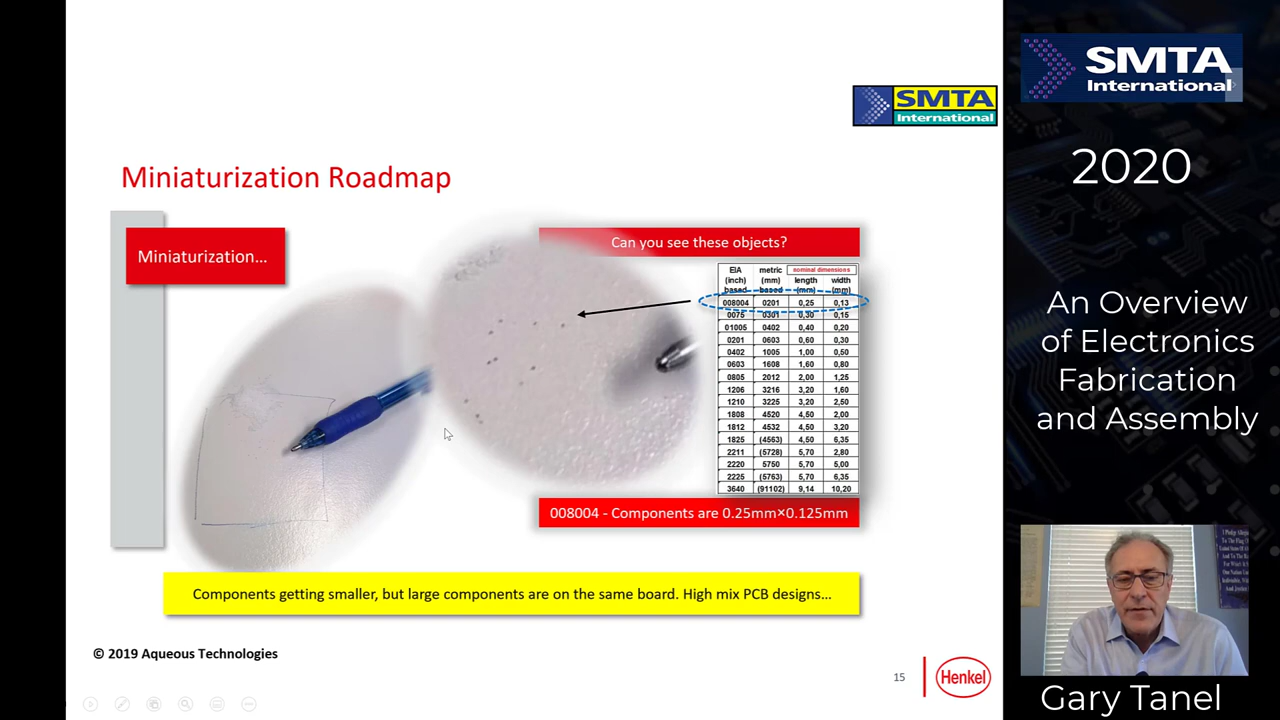 SMTA
International
Miniaturization Roadmap
Miniaturization…
Can you see these objects?
EIA metric nominal dimensions
(inch) (mm) length width
based based (mm) (mm)
008004 0201 0,25 0,13
0075 0301 0,30 0,15
01005 0402 0,40 0,20
0201 0603 0,60 0,30
0402 1005 1,00 0,50
0603 1608 1,60 0,80
0805 2012 2,00 1,25
1206 3216 3,20 1,60
1210 3225 3,20 2,50
1808 4520 4,50 2,00
1812 4532 4,50 3,20
1825 (4563) 4,50 6,35
2211 (5728) 5,70 2,80
2220 5750 5,70 5,00
2225 (5763) 5,70 6,35
3640 (91102) 9,14 10,20
008004 - Components are 0.25mm×0.125mm
Components getting smaller, but large components are on the same board. High mix PCB designs…
© 2019 Aqueous Technologies
15
Henkel
SMTA
International
2020
An Overview
of Electronics
Fabrication
and Assembly
Gary Tanel